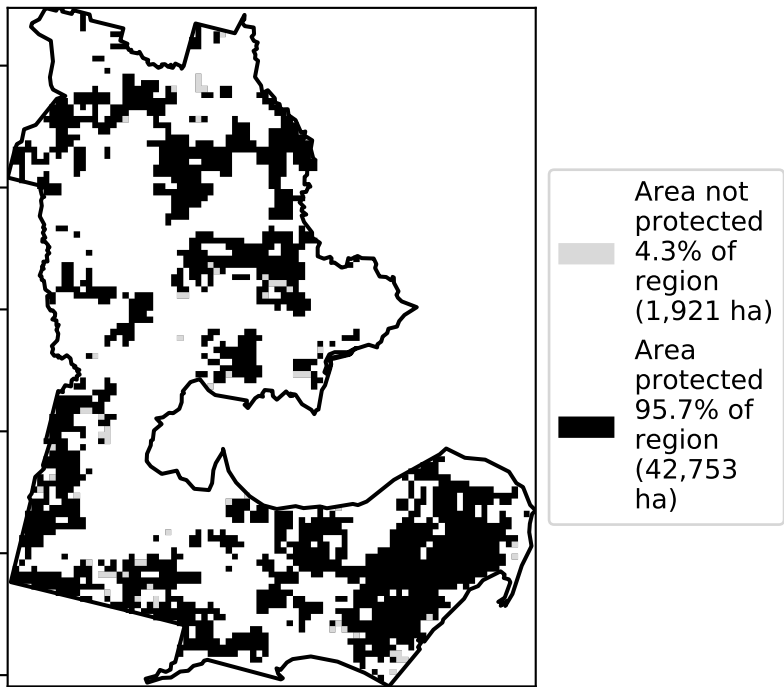 Area not
protected
4.3% of
region
(1,921 ha)
Area
protected
95.7% of
region
(42,753
ha)